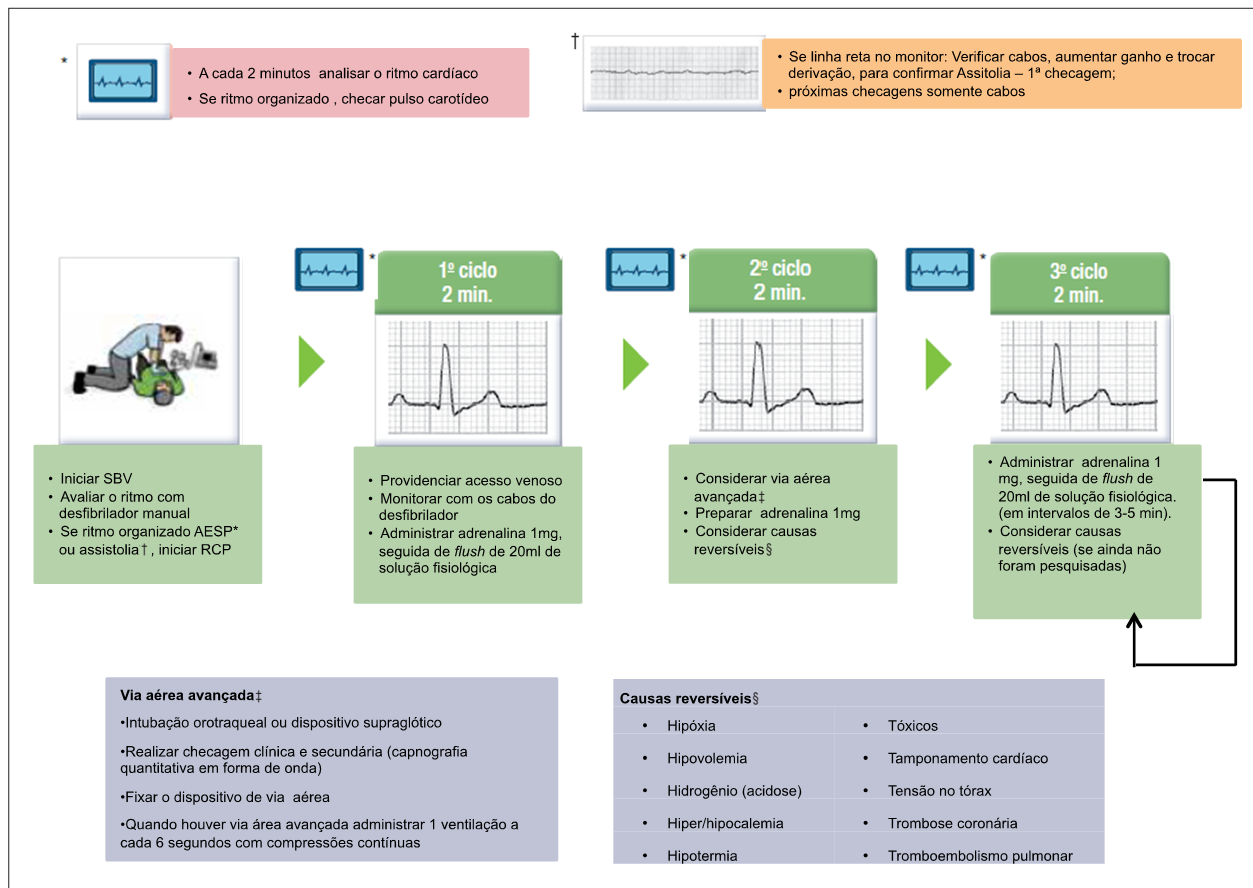 *
• A cada 2 minutos analisar o ritmo cardíaco
• Se ritmo organizado , checar pulso carotídeo
†
• Se linha reta no monitor: Verificar cabos, aumentar ganho e trocar
derivação, para confirmar Assitolia – 1ª checagem;
• próximas checagens somente cabos
*
1º ciclo
2 min.
*
2º ciclo
2 min.
*
3º ciclo
2 min.
• Iniciar SBV
• Avaliar o ritmo com
desfibrilador manual
• Se ritmo organizado AESP*
ou assistolia† , iniciar RCP
• Providenciar acesso venoso
• Monitorar com os cabos do
desfibrilador
• Administrar adrenalina 1mg,
seguida de flush de 20ml de
solução fisiológica
• Considerar via aérea
avançada‡
• Preparar adrenalina 1mg
• Considerar causas
reversíveis§
• Administrar adrenalina 1
mg, seguida de flush de
20ml de solução fisiológica.
(em intervalos de 3-5 min).
• Considerar causas
reversíveis (se ainda não
foram pesquisadas)
Via aérea avançada‡
•Intubação orotraqueal ou dispositivo supraglótico
•Realizar checagem clínica e secundária (capnografia
quantitativa em forma de onda)
•Fixar o dispositivo de via aérea
•Quando houver via área avançada administrar 1 ventilação a
cada 6 segundos com compressões contínuas
Causas reversíveis§
• Hipóxia
• Hipovolemia
• Hidrogênio (acidose)
• Hiper/hipocalemia
• Hipotermia
• Tóxicos
• Tamponamento cardíaco
• Tensão no tórax
• Trombose coronária
• Tromboembolismo pulmonar